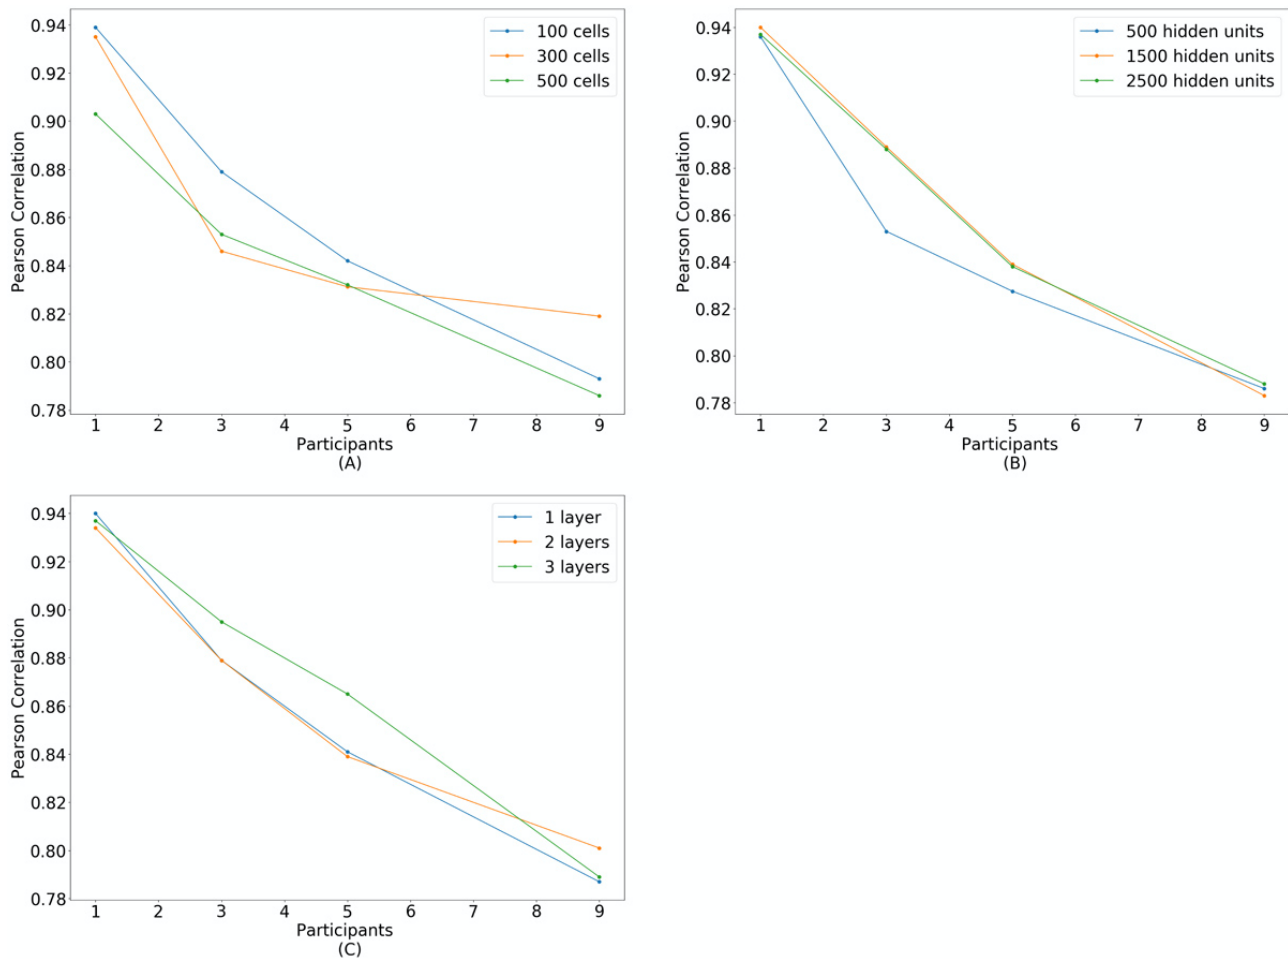 0.94
0.92
0.90
0.88
0.86
0.84
0.82
0.80
0.78
Pearson Correlation
100 cells
300 cells
500 cells
1 2 3 4 5 6 7 8 9
Participants
(A)
0.94
0.92
0.90
0.88
0.86
0.84
0.82
0.80
0.78
Pearson Correlation
500 hidden units
1500 hidden units
2500 hidden units
1 2 3 4 5 6 7 8 9
Participants
(B)
0.94
0.92
0.90
0.88
0.86
0.84
0.82
0.80
0.78
Pearson Correlation
1 layer
2 layers
3 layers
1 2 3 4 5 6 7 8 9
Participants
(C)